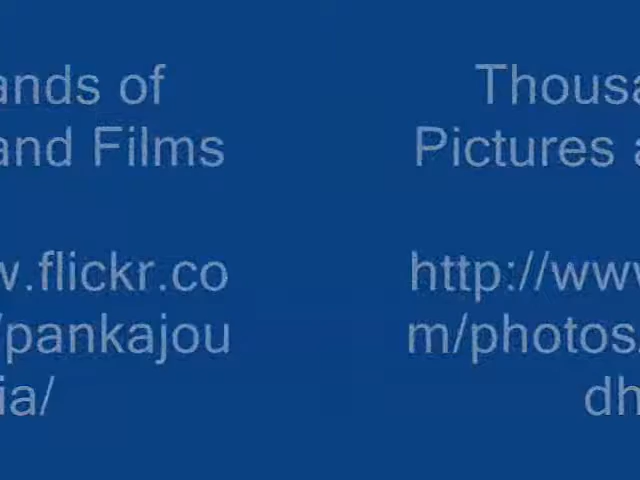 ands of
and Films
w.flickr.co
/pankajou
ia/
Thousa
Pictures a
http://www
m/photos/
dh